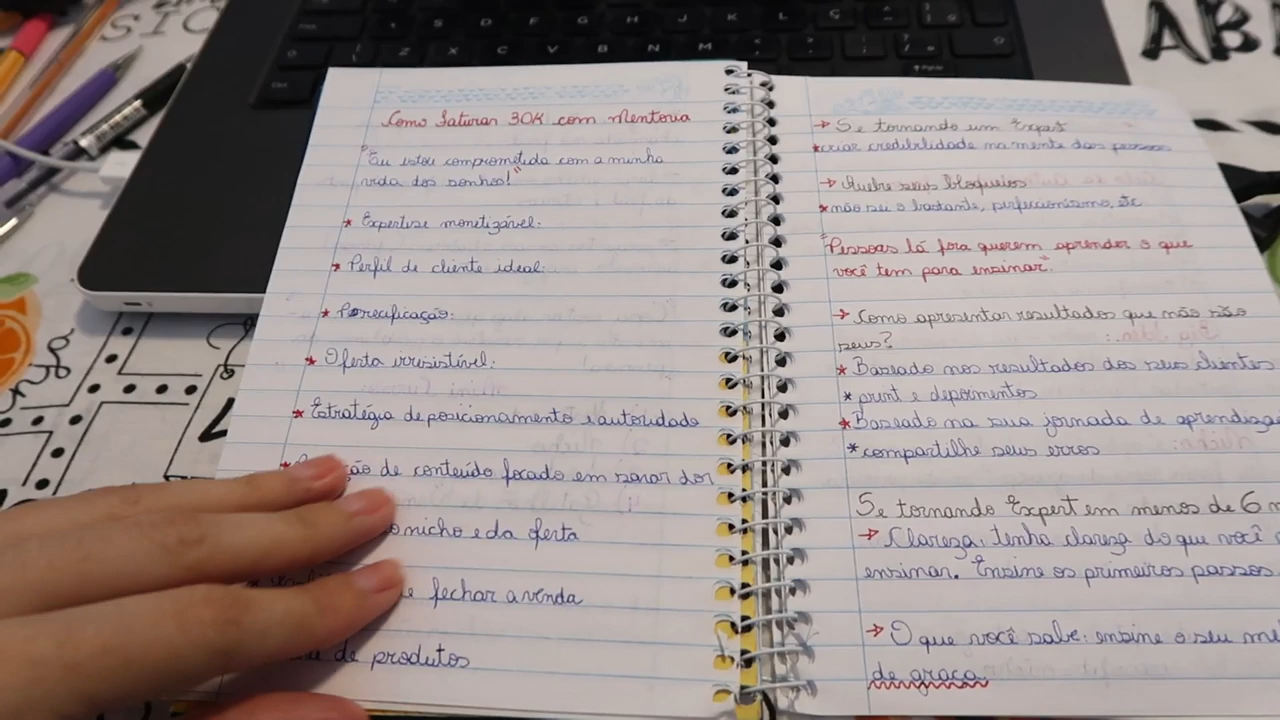 Como faturar 30K com Mentoria
"Eu estou comprometida com a minha
vida dos sonhos!"
* Expertise monetizável:
* Perfil de cliente ideal:
* Precificação:
* Oferta irresistível:
* Estratégia de posicionamento e autoridade
de conteúdo focado em sanar dor
nicho e da oferta
e fechar a venda
de produtos
→ Se tornando um Expert
* criar credibilidade na mente das pessoas
→ Quebre seus bloqueios
* não sou o bastante, perfeccionismo, etc
"Pessoas lá fora querem aprender o que
você tem para ensinar."
→ Como apresentar resultados que não são
seus?
* Baseado nos resultados dos seus clientes
* print e depoimentos
* Baseado na sua jornada de aprendiza
* compartilhe seus erros
Se tornando Expert em menos de 6 m
→ Clareza: tenha clareza do que você
ensinar. Ensine os primeiros passos
→ O que você sabe: ensine o seu me
de graça.
S D F G H J K L Ç
Z X C V B N M